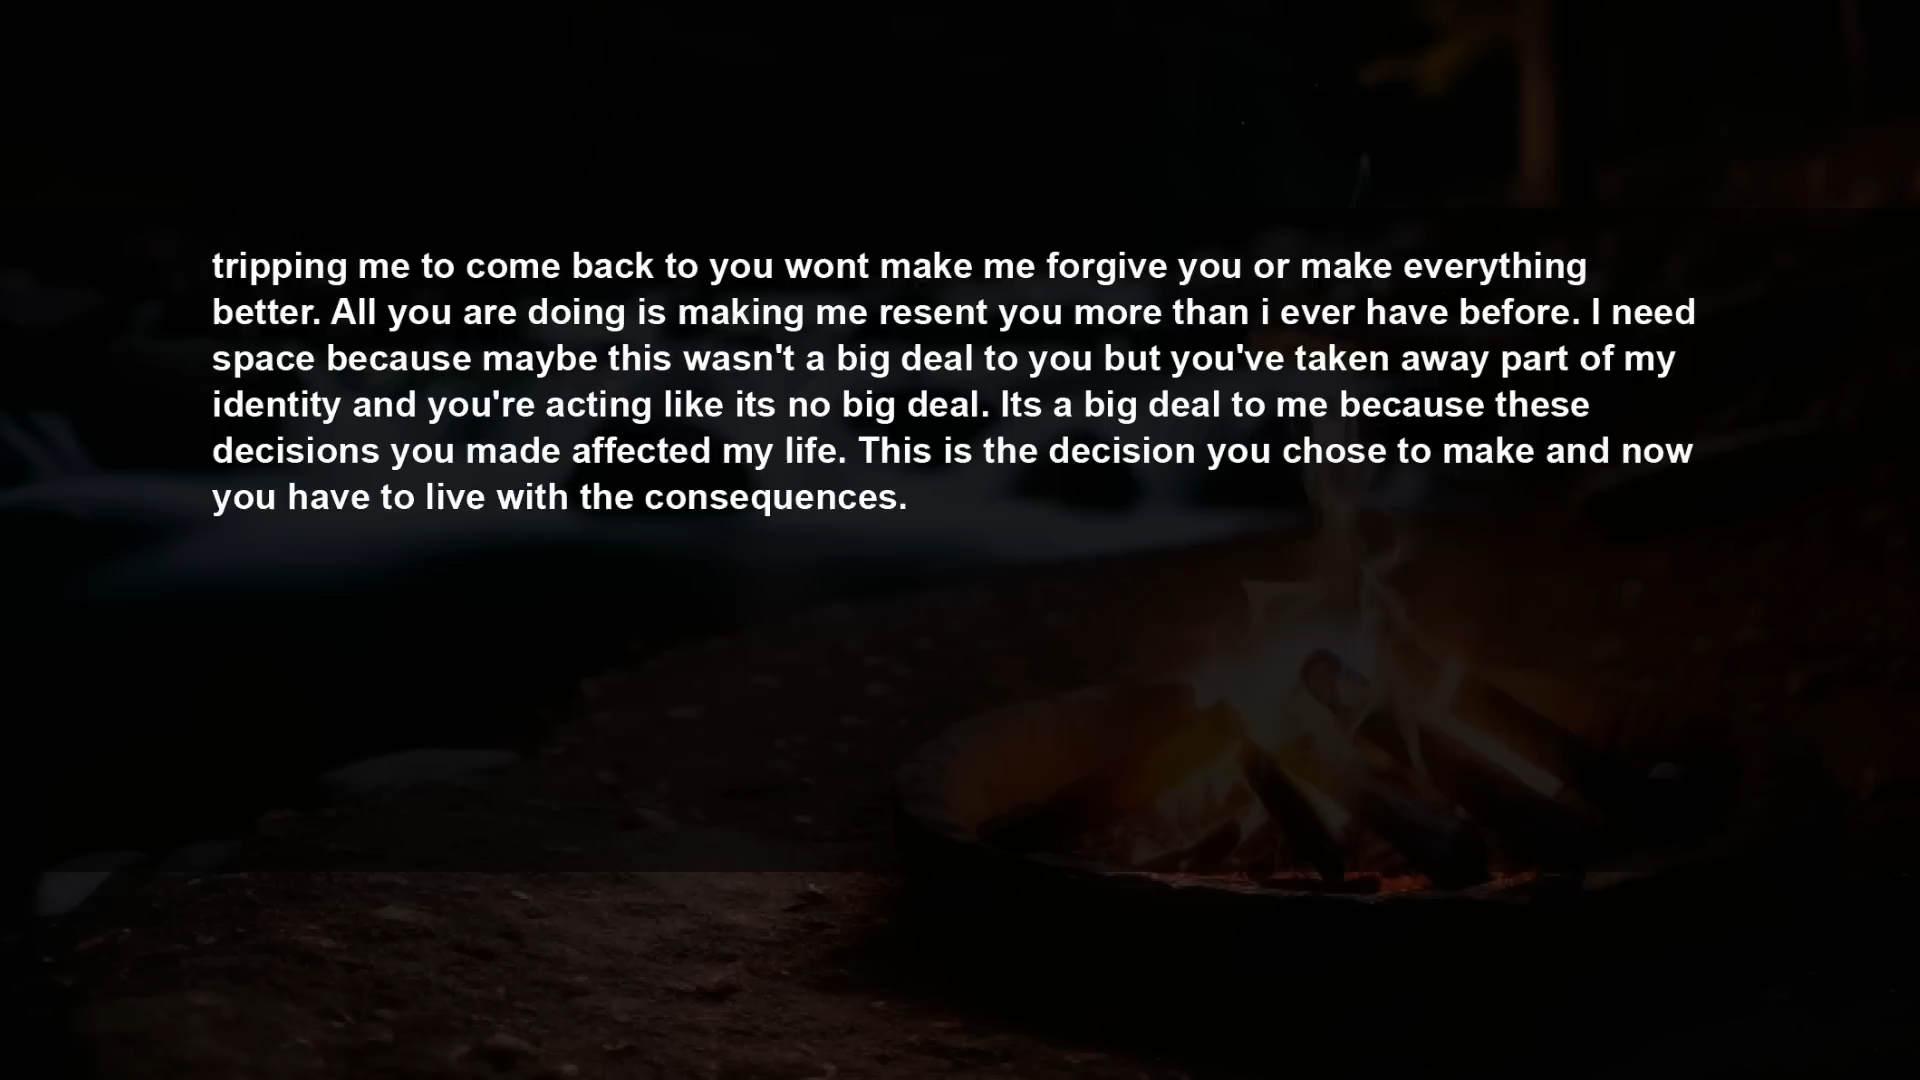 tripping me to come back to you wont make me forgive you or make everything
better. All you are doing is making me resent you more than i ever have before. I need
space because maybe this wasn't a big deal to you but you've taken away part of my
identity and you're acting like its no big deal. Its a big deal to me because these
decisions you made affected my life. This is the decision you chose to make and now
you have to live with the consequences.